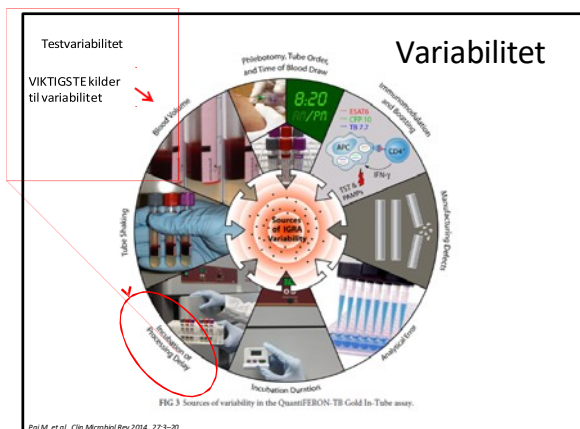 Variabilitet
Testvariabilitet
VIKTIGSTE kilder
til variabilitet
Phlebotomy, Tube Order,
and Time of Blood Draw
Immunomodulation
and Boosting
Manufacturing Defects
Analytical Error
Incubation Duration
Incubation or
Processing Delay
Tube Shaking
Blood Volume
8:20
AM/PM
ESAT6
CFP 10
TB 7.7
APC
CD4+
IFN-γ
TST &
PAMPs
Sources
of IGRA
Variability
FIG 3 Sources of variability in the QuantiFERON-TB Gold In-Tube assay.
Pai M, et al. Clin Microbiol Rev 2014, 27:3–20